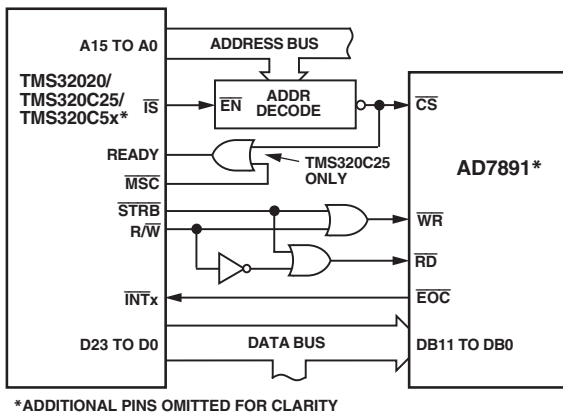 A15 TO A0
ADDRESS BUS
TMS32020/
TMS320C25/
TMS320C5x*
IS
EN
ADDR
DECODE
CS
READY
TMS320C25
ONLY
AD7891*
MSC
STRB
R/W
WR
RD
INTx
EOC
D23 TO D0
DATA BUS
DB11 TO DB0
*ADDITIONAL PINS OMITTED FOR CLARITY